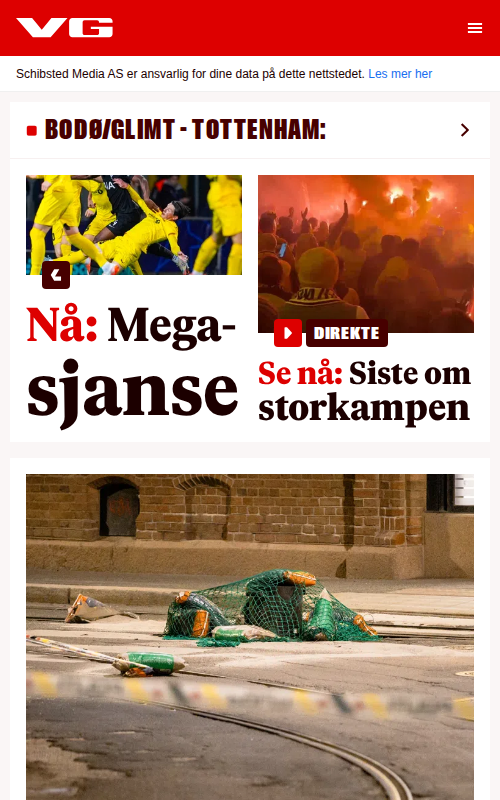 VG
Schibsted Media AS er ansvarlig for dine data på dette nettstedet. Les mer her
BODØ/GLIMT - TOTTENHAM:
Nå: Mega-
sjanse
DIREKTE
Se nå: Siste om
storkampen